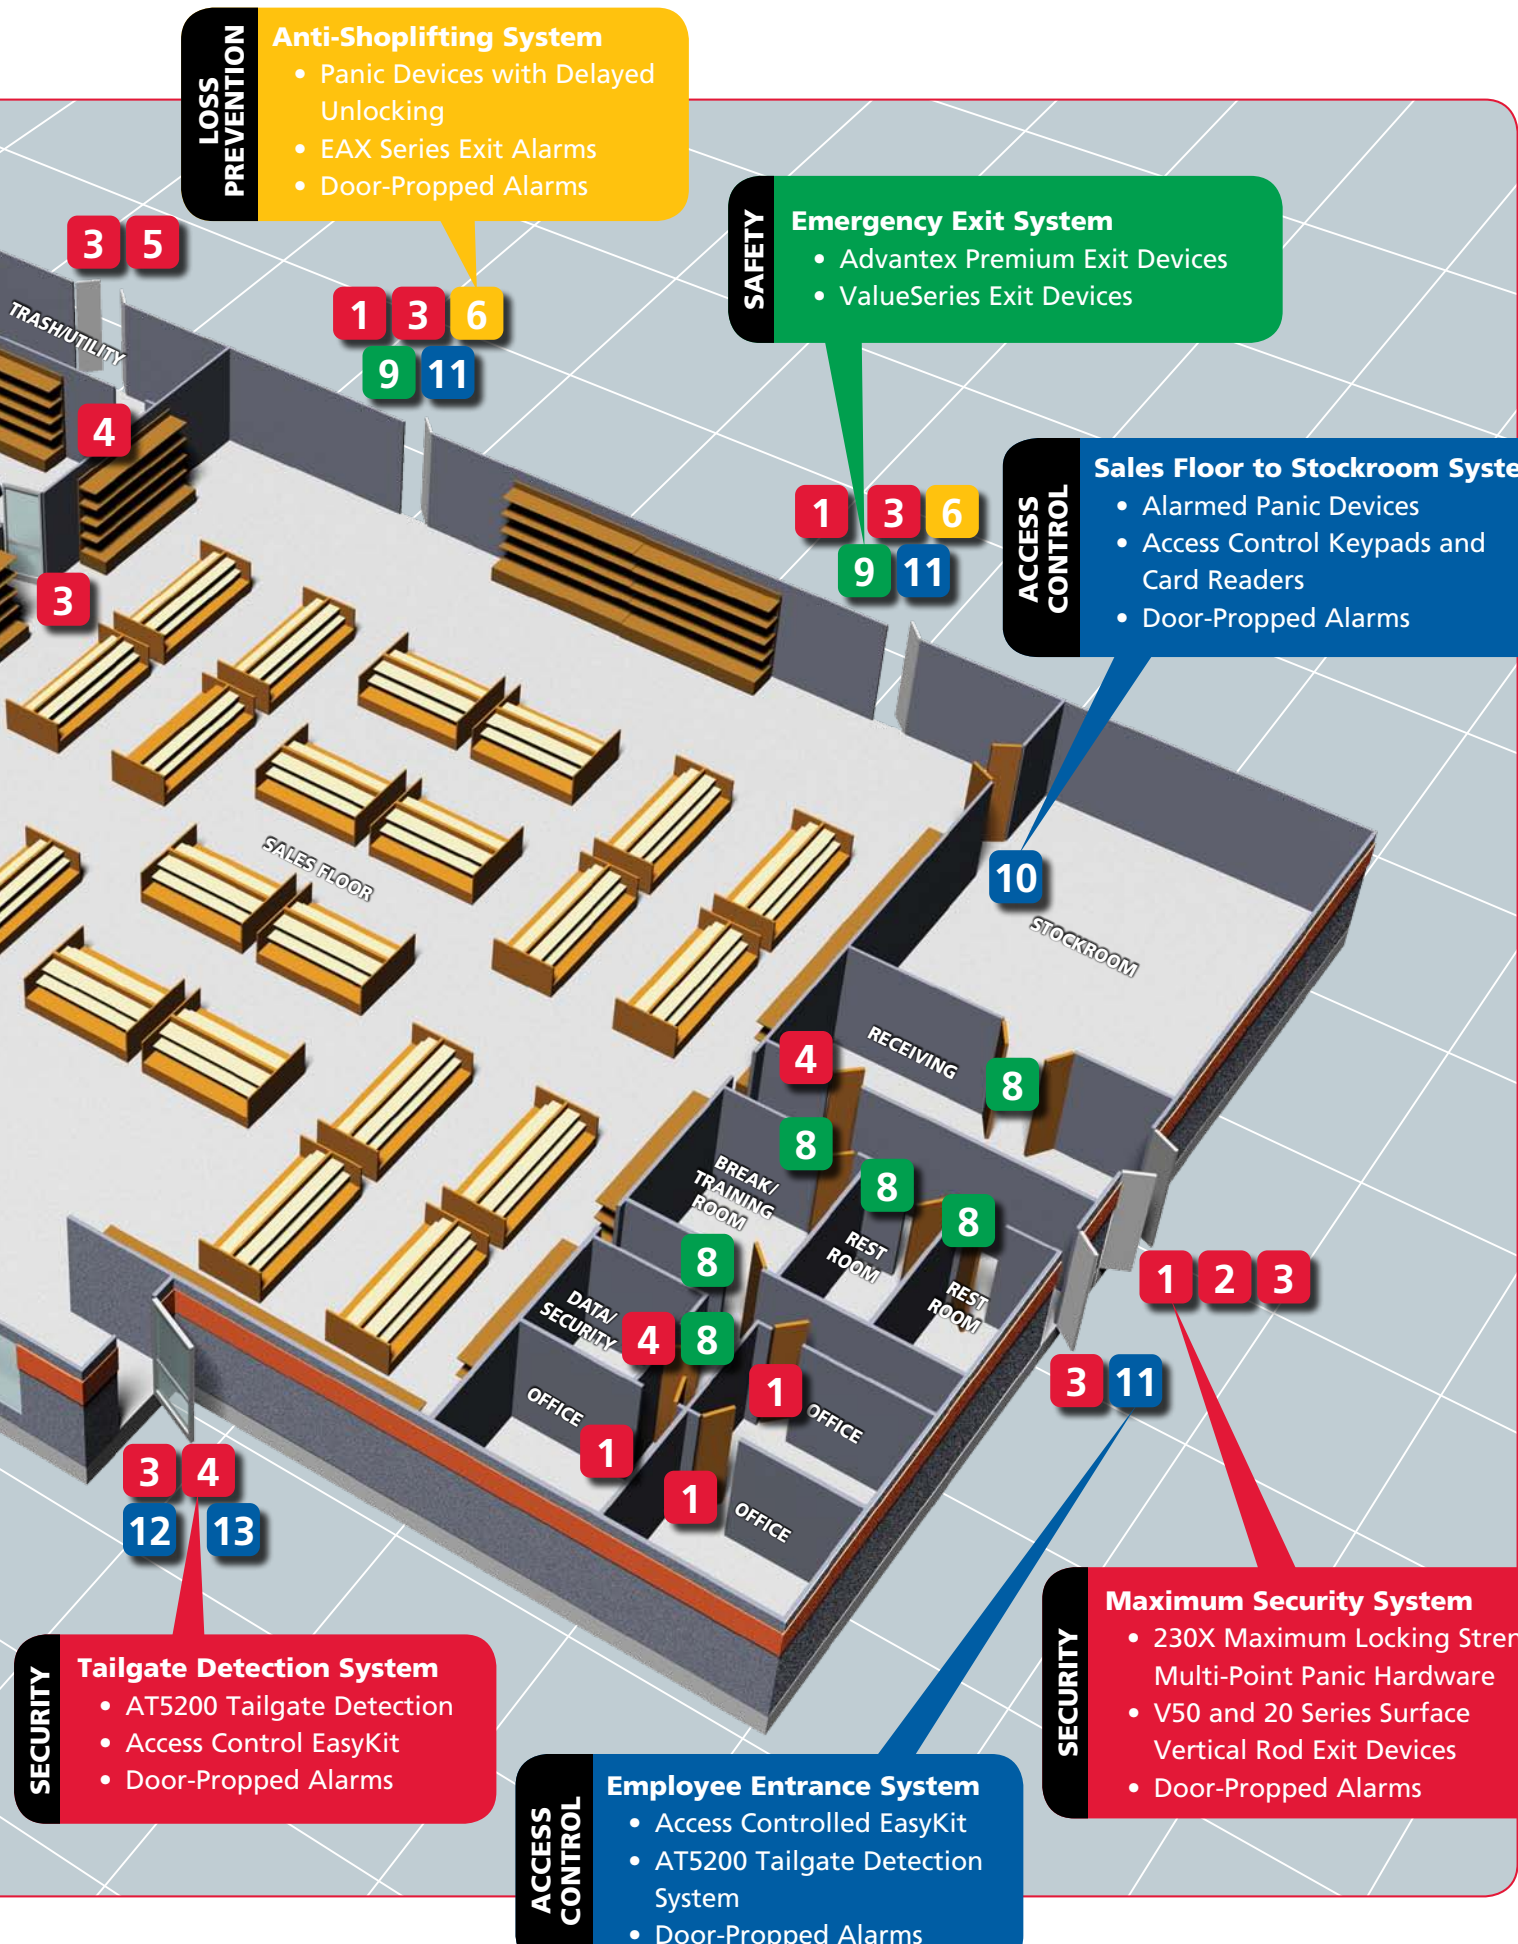 LOSS
PREVENTION
Anti-Shoplifting System
• Panic Devices with Delayed
Unlocking
• EAX Series Exit Alarms
• Door-Propped Alarms
SAFETY
Emergency Exit System
• Advantex Premium Exit Devices
• ValueSeries Exit Devices
3 5
TRASH/UTILITY
1 3 6
9 11
4
3
ACCESS
CONTROL
Sales Floor to Stockroom Syste
• Alarmed Panic Devices
• Access Control Keypads and
Card Readers
• Door-Propped Alarms
1 3 6
9 11
SALES FLOOR
10
STOCKROOM
RECEIVING
4
8
8
BREAK/
TRAINING
ROOM
8
REST
ROOM
8
REST
ROOM
8
DATA/
SECURITY
4 8
OFFICE
1
1
OFFICE
1
OFFICE
1 2 3
3 11
3 4
12 13
SECURITY
Tailgate Detection System
• AT5200 Tailgate Detection
• Access Control EasyKit
• Door-Propped Alarms
ACCESS
CONTROL
Employee Entrance System
• Access Controlled EasyKit
• AT5200 Tailgate Detection
System
• Door-Propped Alarms
SECURITY
Maximum Security System
• 230X Maximum Locking Stren
Multi-Point Panic Hardware
• V50 and 20 Series Surface
Vertical Rod Exit Devices
• Door-Propped Alarms